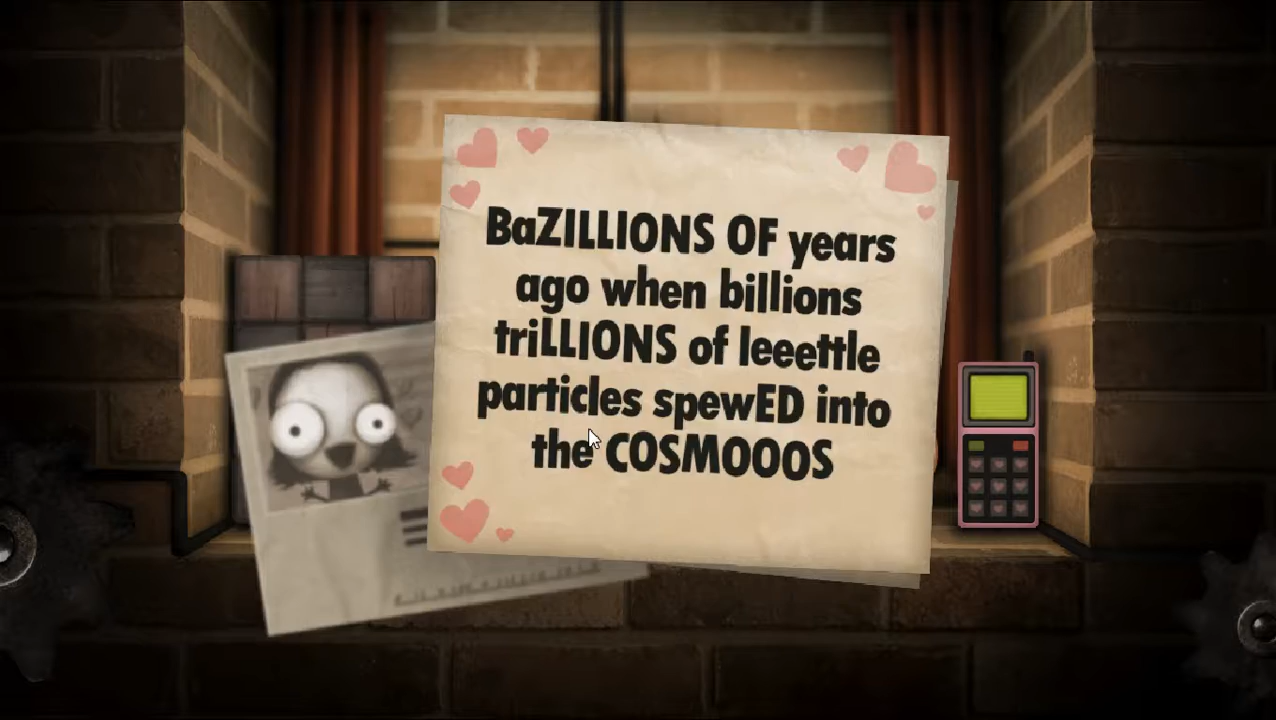 BaZILLIONS OF years
ago when billions
triLLIONS of leeettle
particles spewED into
the COSMOOOS